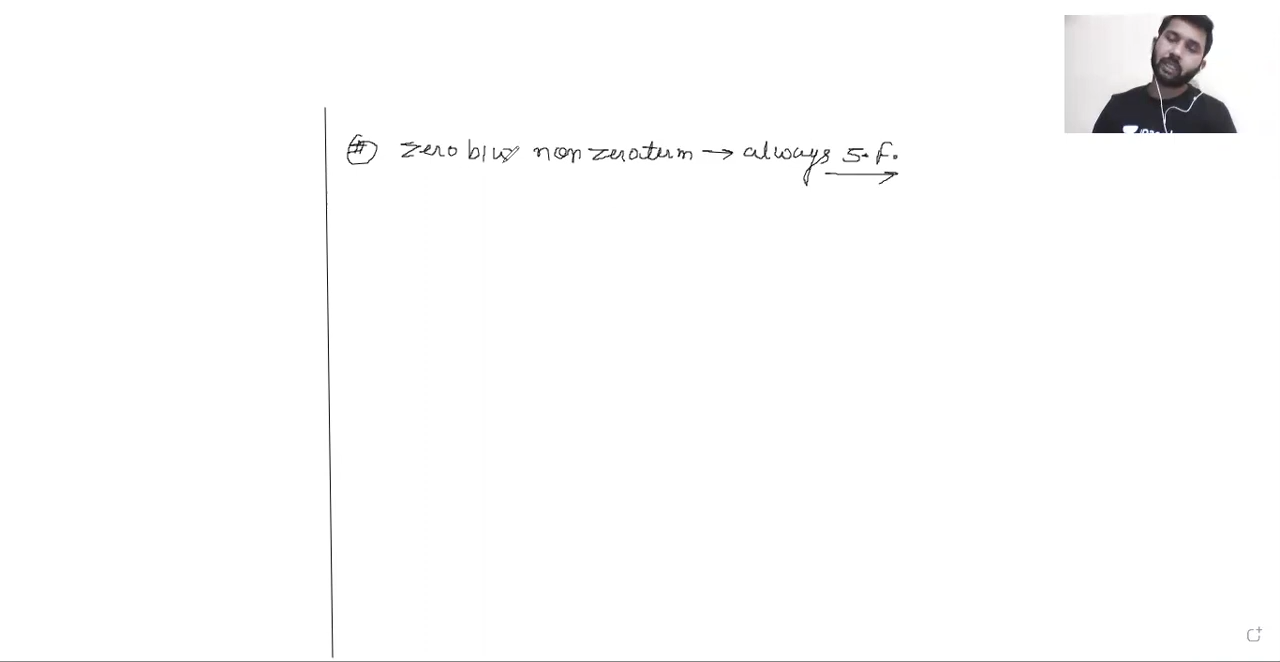 # zero b/w non zero term → always S.F.